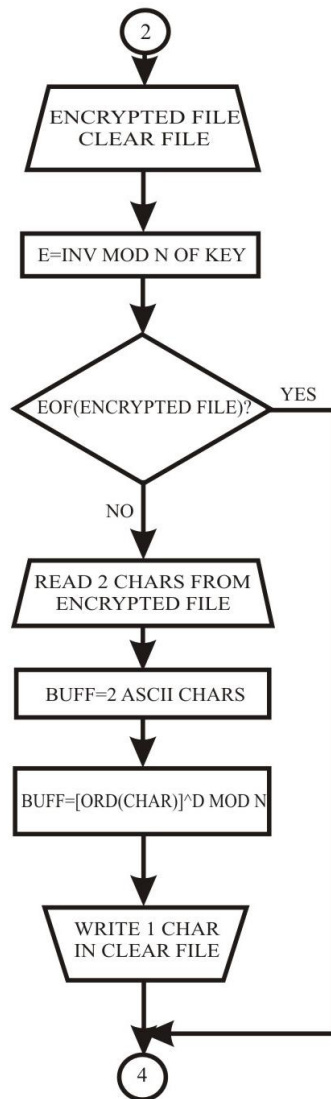 2
ENCRYPTED FILE
CLEAR FILE
E=INV MOD N OF KEY
EOF(ENCRYPTED FILE)?
YES
NO
READ 2 CHARS FROM
ENCRYPTED FILE
BUFF=2 ASCII CHARS
BUFF=[ORD(CHAR)]^D MOD N
WRITE 1 CHAR
IN CLEAR FILE
4